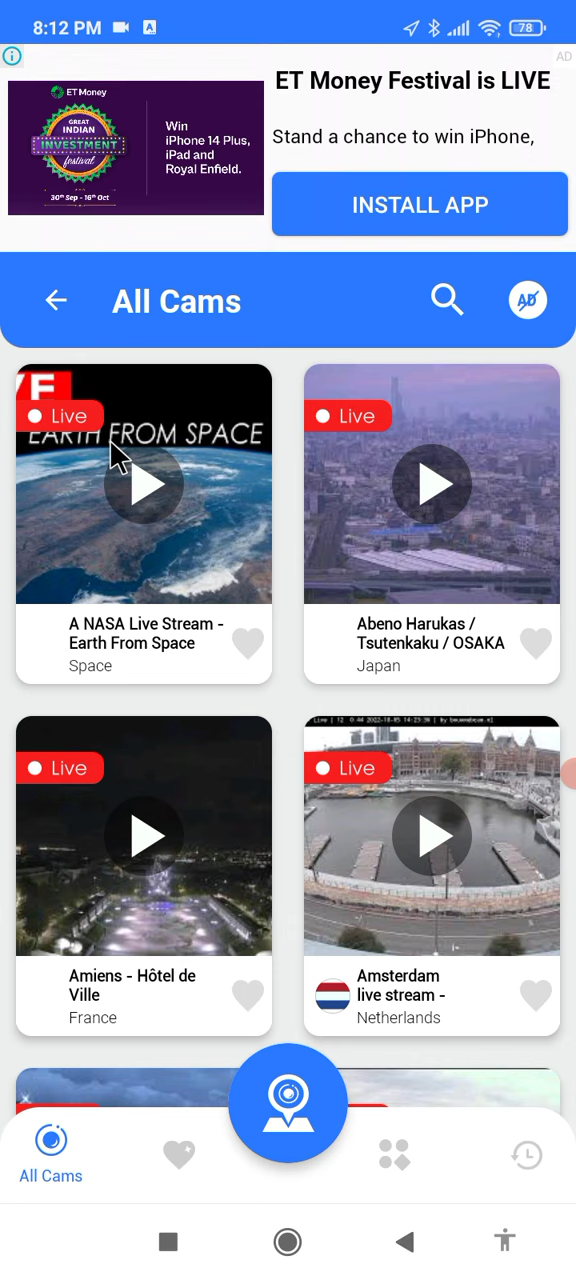 8:12 PM
78
AD
ET Money
GREAT
INDIAN
INVESTMENT
festival
30th Sep - 16th Oct
Win
iPhone 14 Plus,
iPad and
Royal Enfield.
ET Money Festival is LIVE
Stand a chance to win iPhone,
INSTALL APP
All Cams
AD
Live
EARTH FROM SPACE
A NASA Live Stream -
Earth From Space
Space
Live
Abeno Harukas /
Tsutenkaku / OSAKA
Japan
Live
Amiens - Hôtel de
Ville
France
Live
Amsterdam
live stream -
Netherlands
All Cams